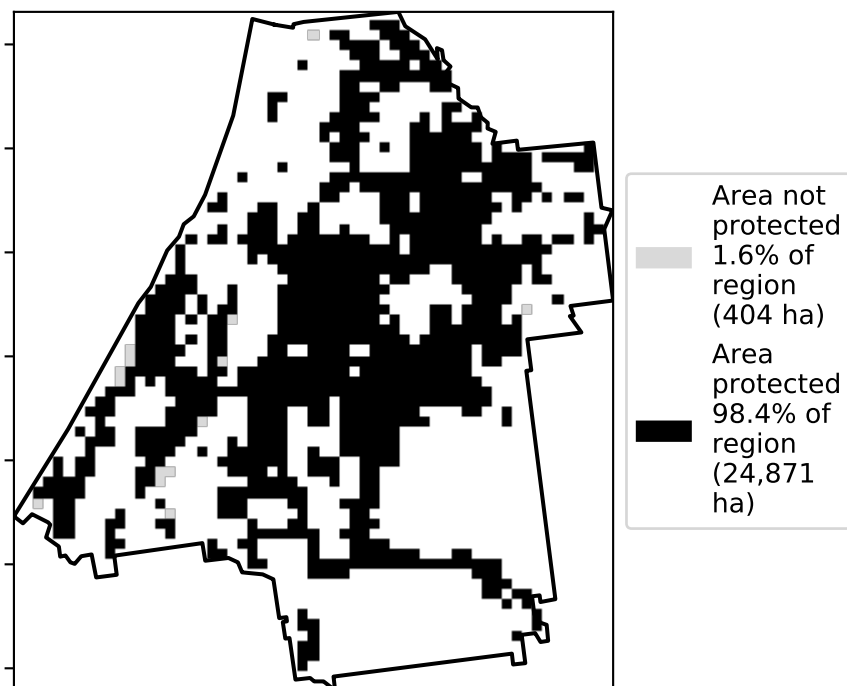 Area not
protected
1.6% of
region
(404 ha)
Area
protected
98.4% of
region
(24,871
ha)